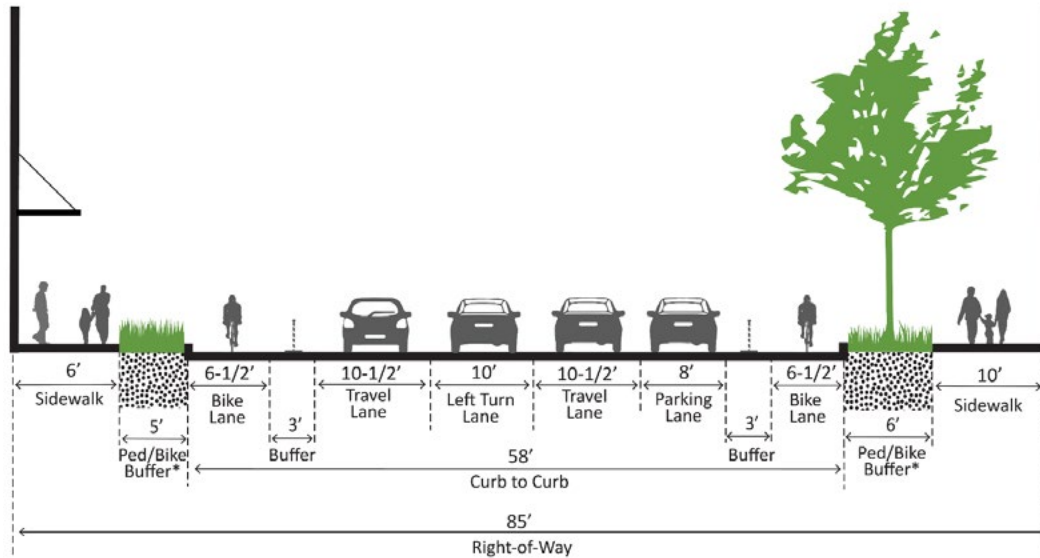 6’
Sidewalk
5’
Ped/Bike
Buffer*
6-1/2’
Bike
Lane
3’
Buffer
10-1/2’
Travel
Lane
10’
Left Turn
Lane
10-1/2’
Travel
Lane
8’
Parking
Lane
3’
Buffer
6-1/2’
Bike
Lane
6’
Ped/Bike
Buffer*
10’
Sidewalk
58’
Curb to Curb
85’
Right-of-Way